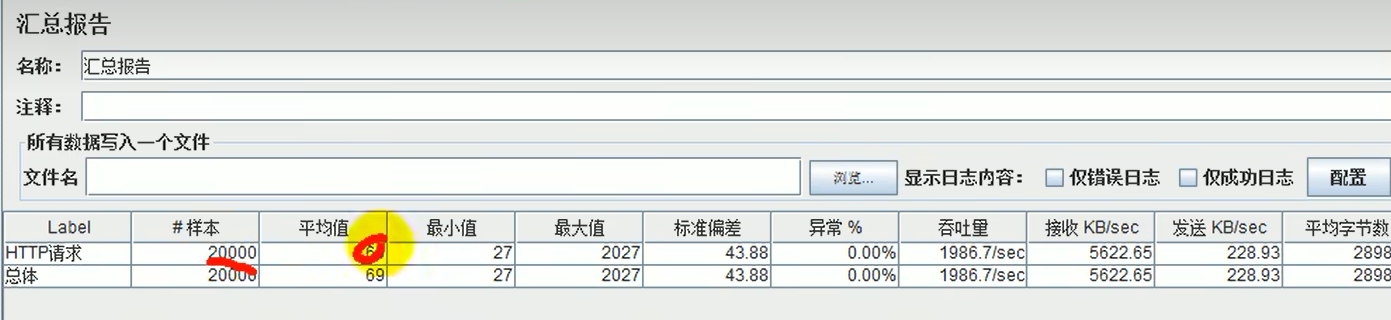 汇总报告
名称： 汇总报告
注释：
所有数据写入一个文件
文件名 浏览... 显示日志内容： 仅错误日志 仅成功日志 配置
Label # 样本 平均值 最小值 最大值 标准偏差 异常 % 吞吐量 接收 KB/sec 发送 KB/sec 平均字节数
HTTP请求 20000 27 2027 43.88 0.00% 1986.7/sec 5622.65 228.93 2898
总体 20000 69 27 2027 43.88 0.00% 1986.7/sec 5622.65 228.93 2898